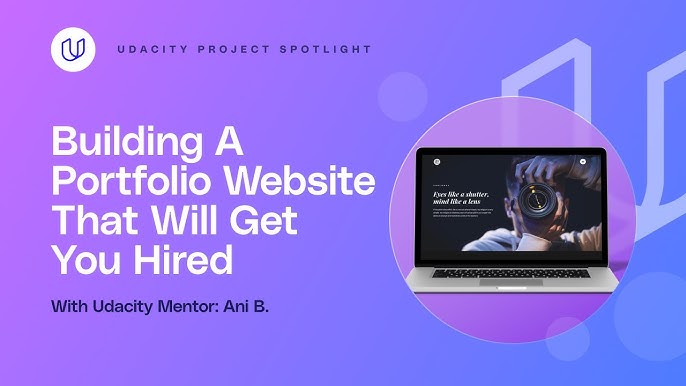 UDACITY PROJECT SPOTLIGHT
Building A
Portfolio Website
That Will Get
You Hired
With Udacity Mentor: Ani B.
Eyes like a shutter,
mind like a lens